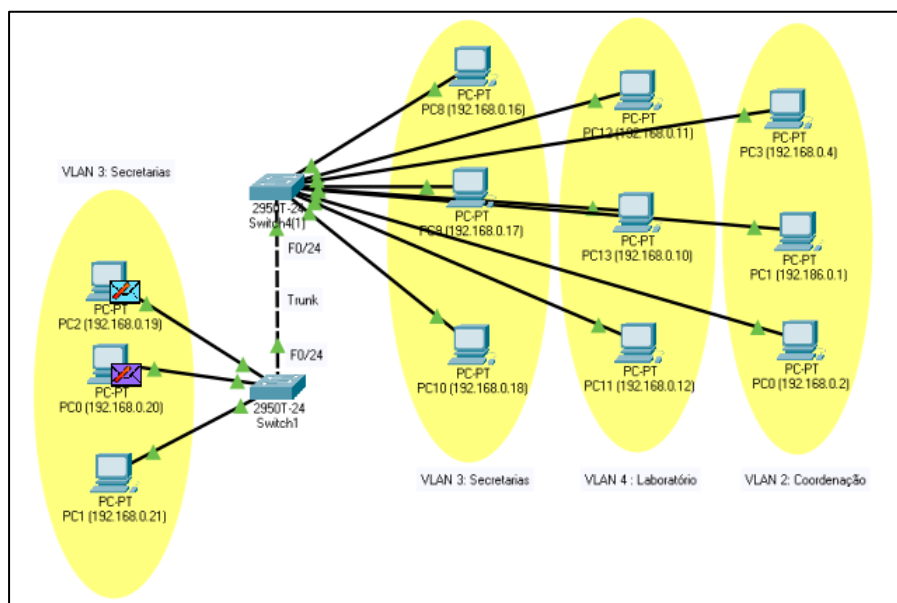 PC-PT
PC8 (192.168.0.16)
PC-PT
PC12 (192.168.0.11)
PC-PT
PC3 (192.168.0.4)
VLAN 3: Secretarias
2950T-24
Switch4(1)
PC-PT
PC9 (192.168.0.17)
PC-PT
PC13 (192.168.0.10)
PC-PT
PC1 (192.186.0.1)
F0/24
Trunk
PC-PT
PC2 (192.168.0.19)
F0/24
PC-PT
PC0 (192.168.0.20)
2950T-24
Switch1
PC-PT
PC10 (192.168.0.18)
PC-PT
PC11 (192.168.0.12)
PC-PT
PC0 (192.168.0.2)
PC-PT
PC1 (192.168.0.21)
VLAN 3: Secretarias
VLAN 4 : Laboratório
VLAN 2: Coordenação